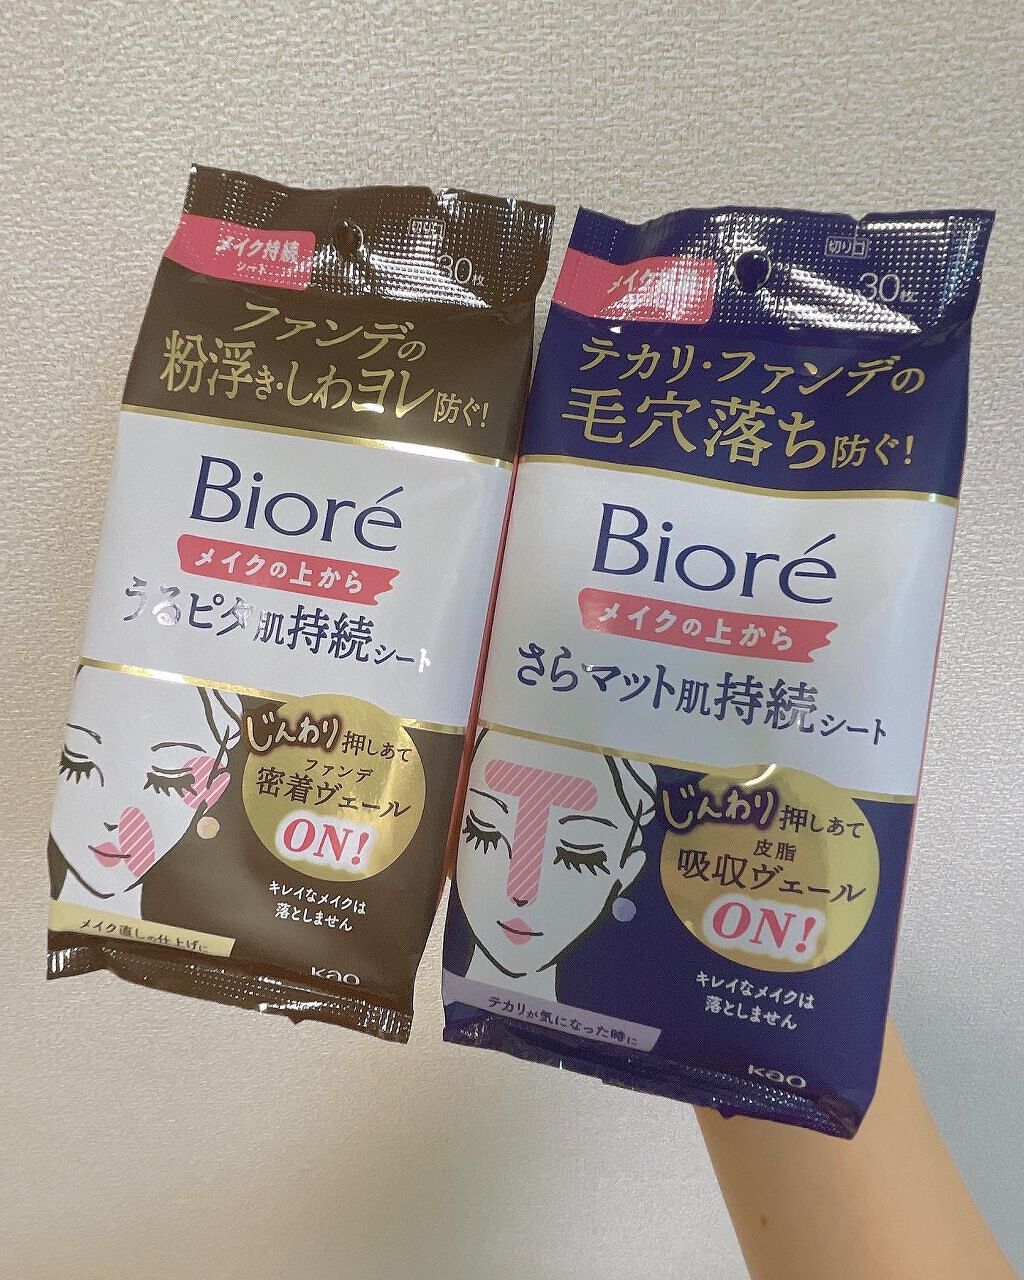 メイク持続
シート
切り口
30枚
ファンデの
粉浮き・しわヨレ防ぐ!
Bioré
メイクの上から
うるピタ肌持続シート
じんわり押しあて
ファンデ
密着ヴェール
ON!
キレイなメイクは
落としません
メイク直しの仕上げに
Kao
メイク
切り口
30枚
テカリ・ファンデの
毛穴落ち防ぐ!
Bioré
メイクの上から
さらマット肌持続シート
じんわり押しあて
皮脂
吸収ヴェール
ON!
キレイなメイクは
落としません
テカリが気になった時に
Kao